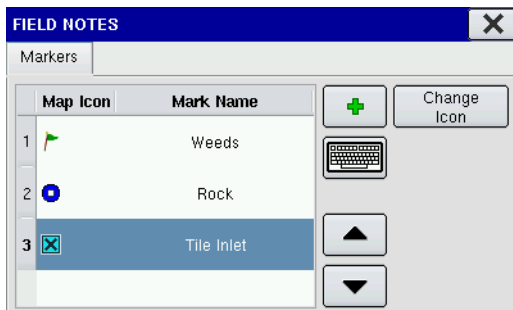 FIELD NOTES
Markers
Map Icon Mark Name
1 Weeds
2 Rock
3 Tile Inlet
Change
Icon